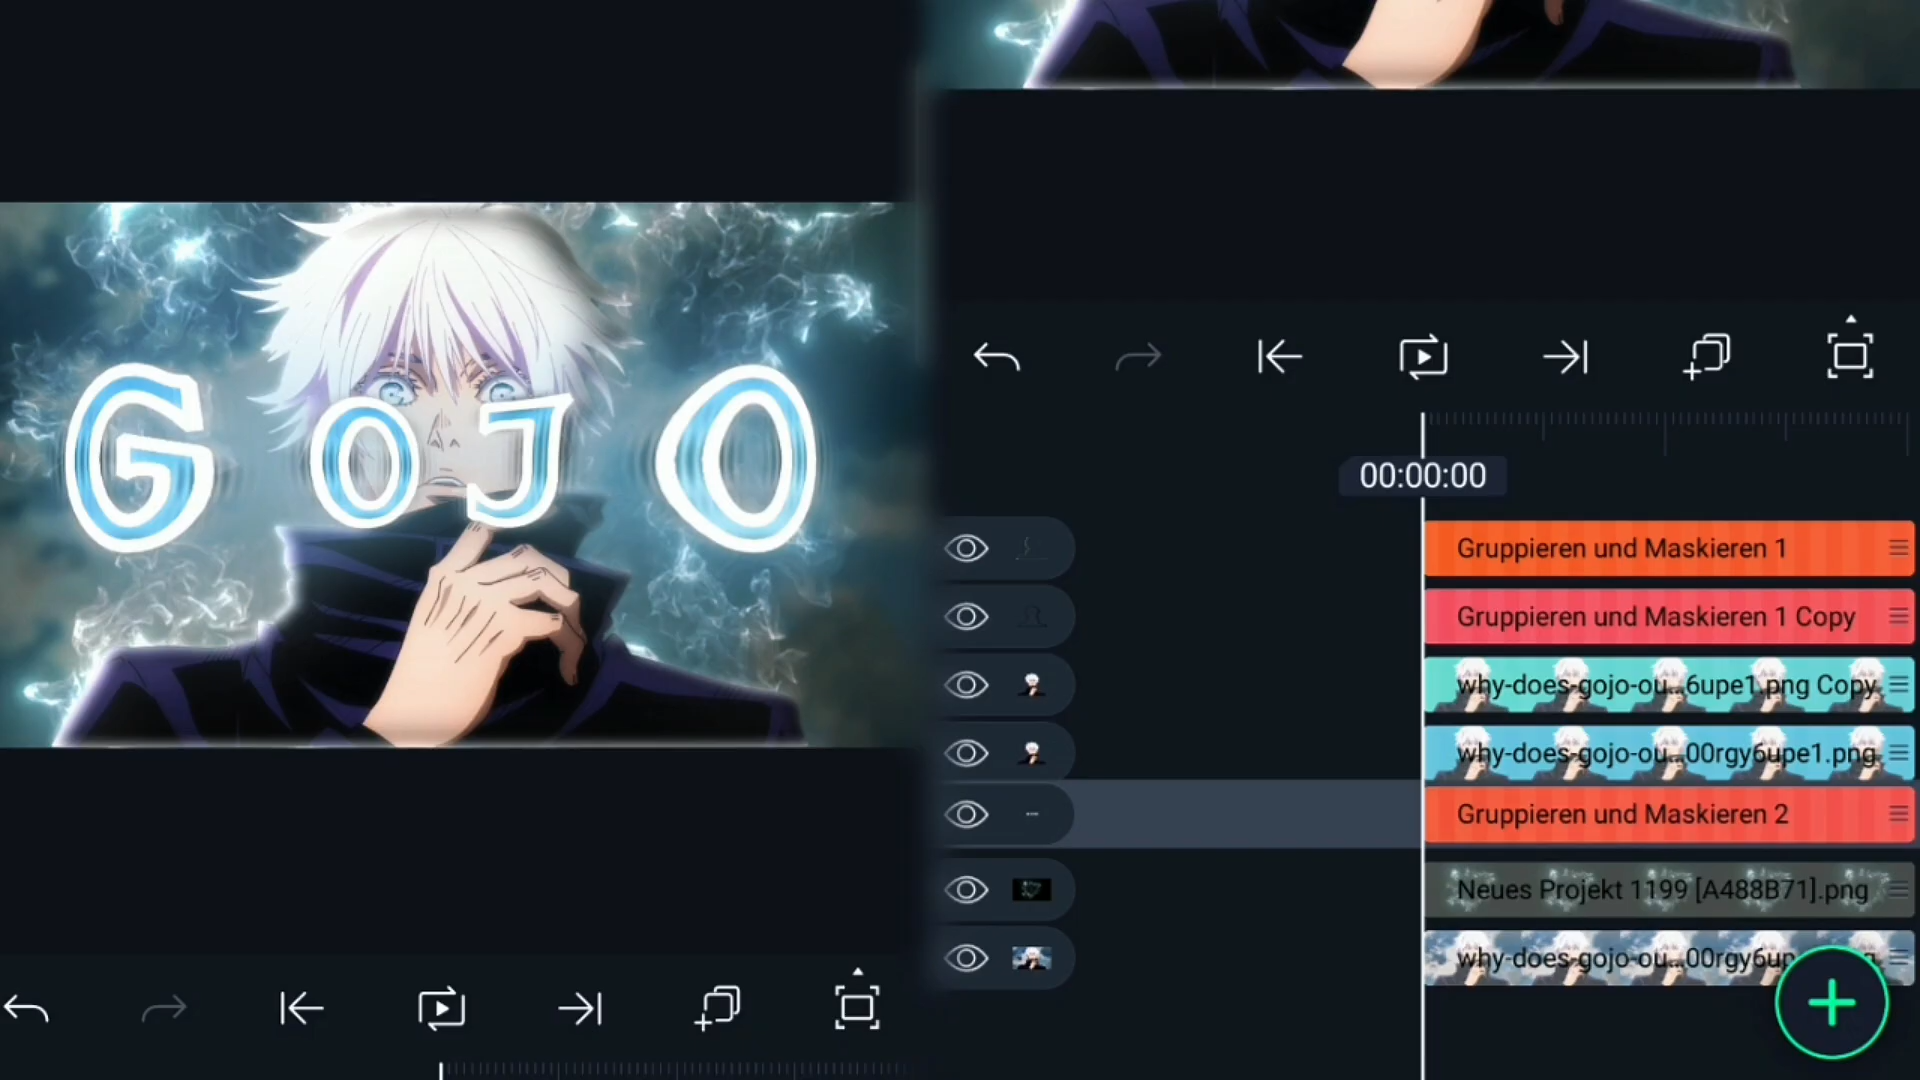 GoJO
00:00:00
Gruppieren und Maskieren 1
Gruppieren und Maskieren 1 Copy
why-does-gojo-ou...6upe1.png Copy
why-does-gojo-ou...00rgy6upe1.png
Gruppieren und Maskieren 2
Neues Projekt 1199 [A488B71].png
why-does-gojo-ou...00rgy6up